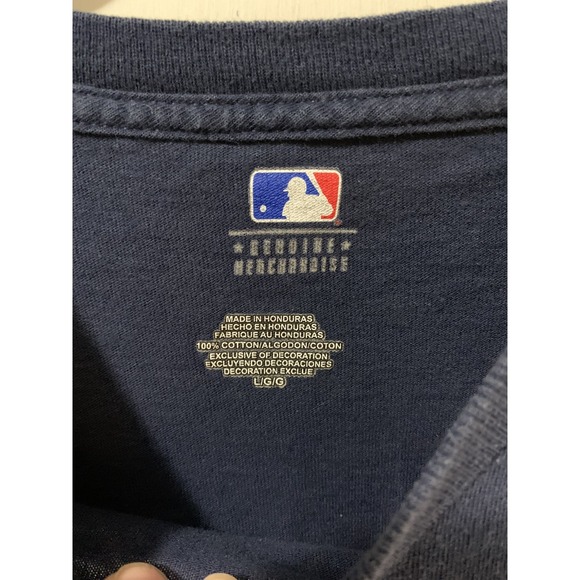 ★ GENUINE ★
MERCHANDISE
MADE IN HONDURAS
HECHO EN HONDURAS
FABRIQUE AU HONDURAS
100% COTTON/ALGODON/COTON
EXCLUSIVE OF DECORATION
EXCLUYENDO DECORACIONES
DECORATION EXCLUE
L/G/G